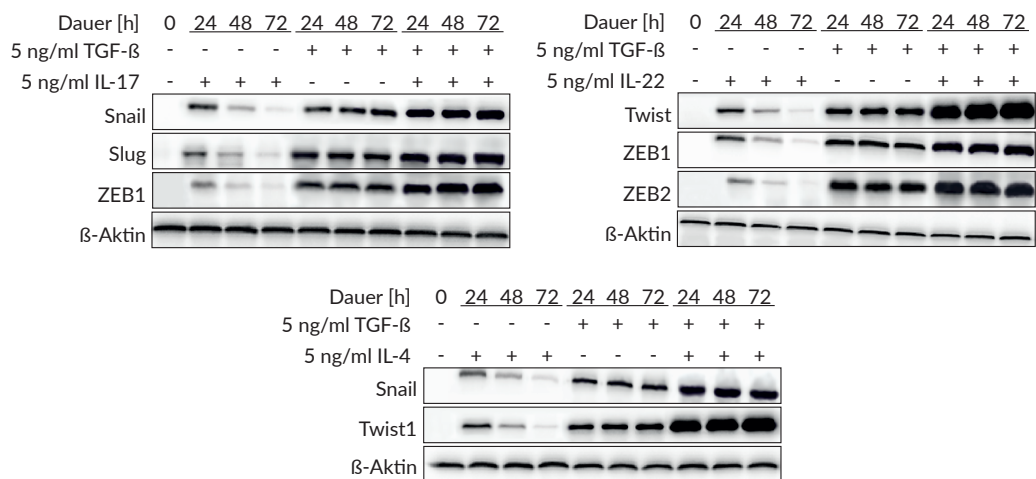 Dauer [h] 0 24 48 72 24 48 72 24 48 72
5 ng/ml TGF-ß - - - - + + + + + +
5 ng/ml IL-17 - + + + - - - + + +
Snail
Slug
ZEB1
ß-Aktin
Dauer [h] 0 24 48 72 24 48 72 24 48 72
5 ng/ml TGF-ß - - - - + + + + + +
5 ng/ml IL-22 - + + + - - - + + +
Twist
ZEB1
ZEB2
ß-Aktin
Dauer [h] 0 24 48 72 24 48 72 24 48 72
5 ng/ml TGF-ß - - - - + + + + + +
5 ng/ml IL-4 - + + + - - - + + +
Snail
Twist1
ß-Aktin